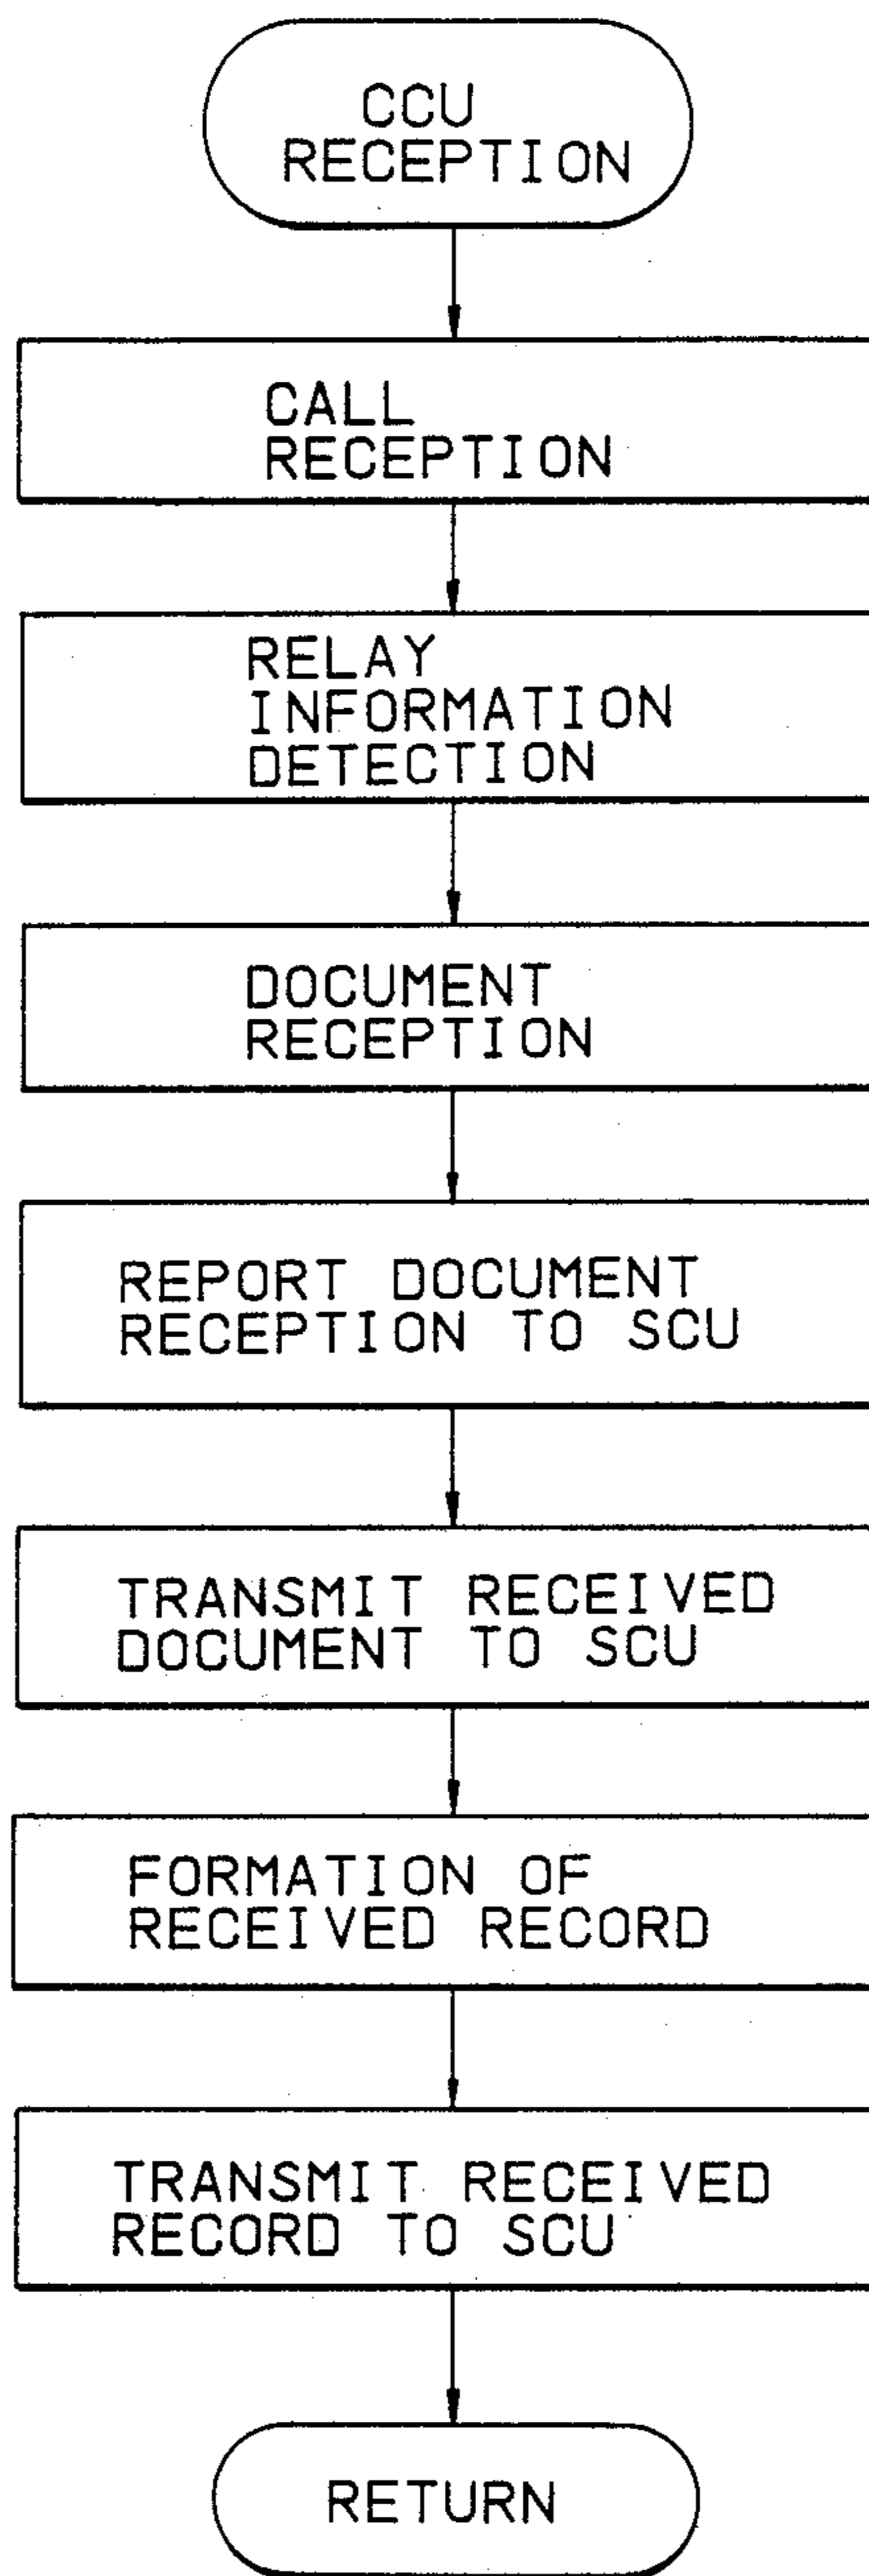 CCU
RECEPTION
CALL
RECEPTION
RELAY
INFORMATION
DETECTION
DOCUMENT
RECEPTION
REPORT DOCUMENT
RECEPTION TO SCU
TRANSMIT RECEIVED
DOCUMENT TO SCU
FORMATION OF
RECEIVED RECORD
TRANSMIT RECEIVED
RECORD TO SCU
RETURN